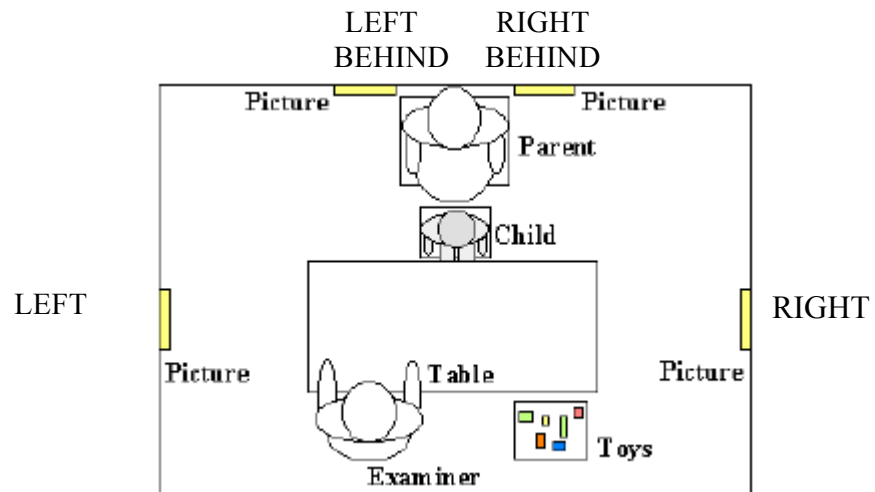 LEFT BEHIND
RIGHT BEHIND
Picture
Picture
Parent
Child
LEFT
RIGHT
Picture
Table
Picture
Toys
Examiner